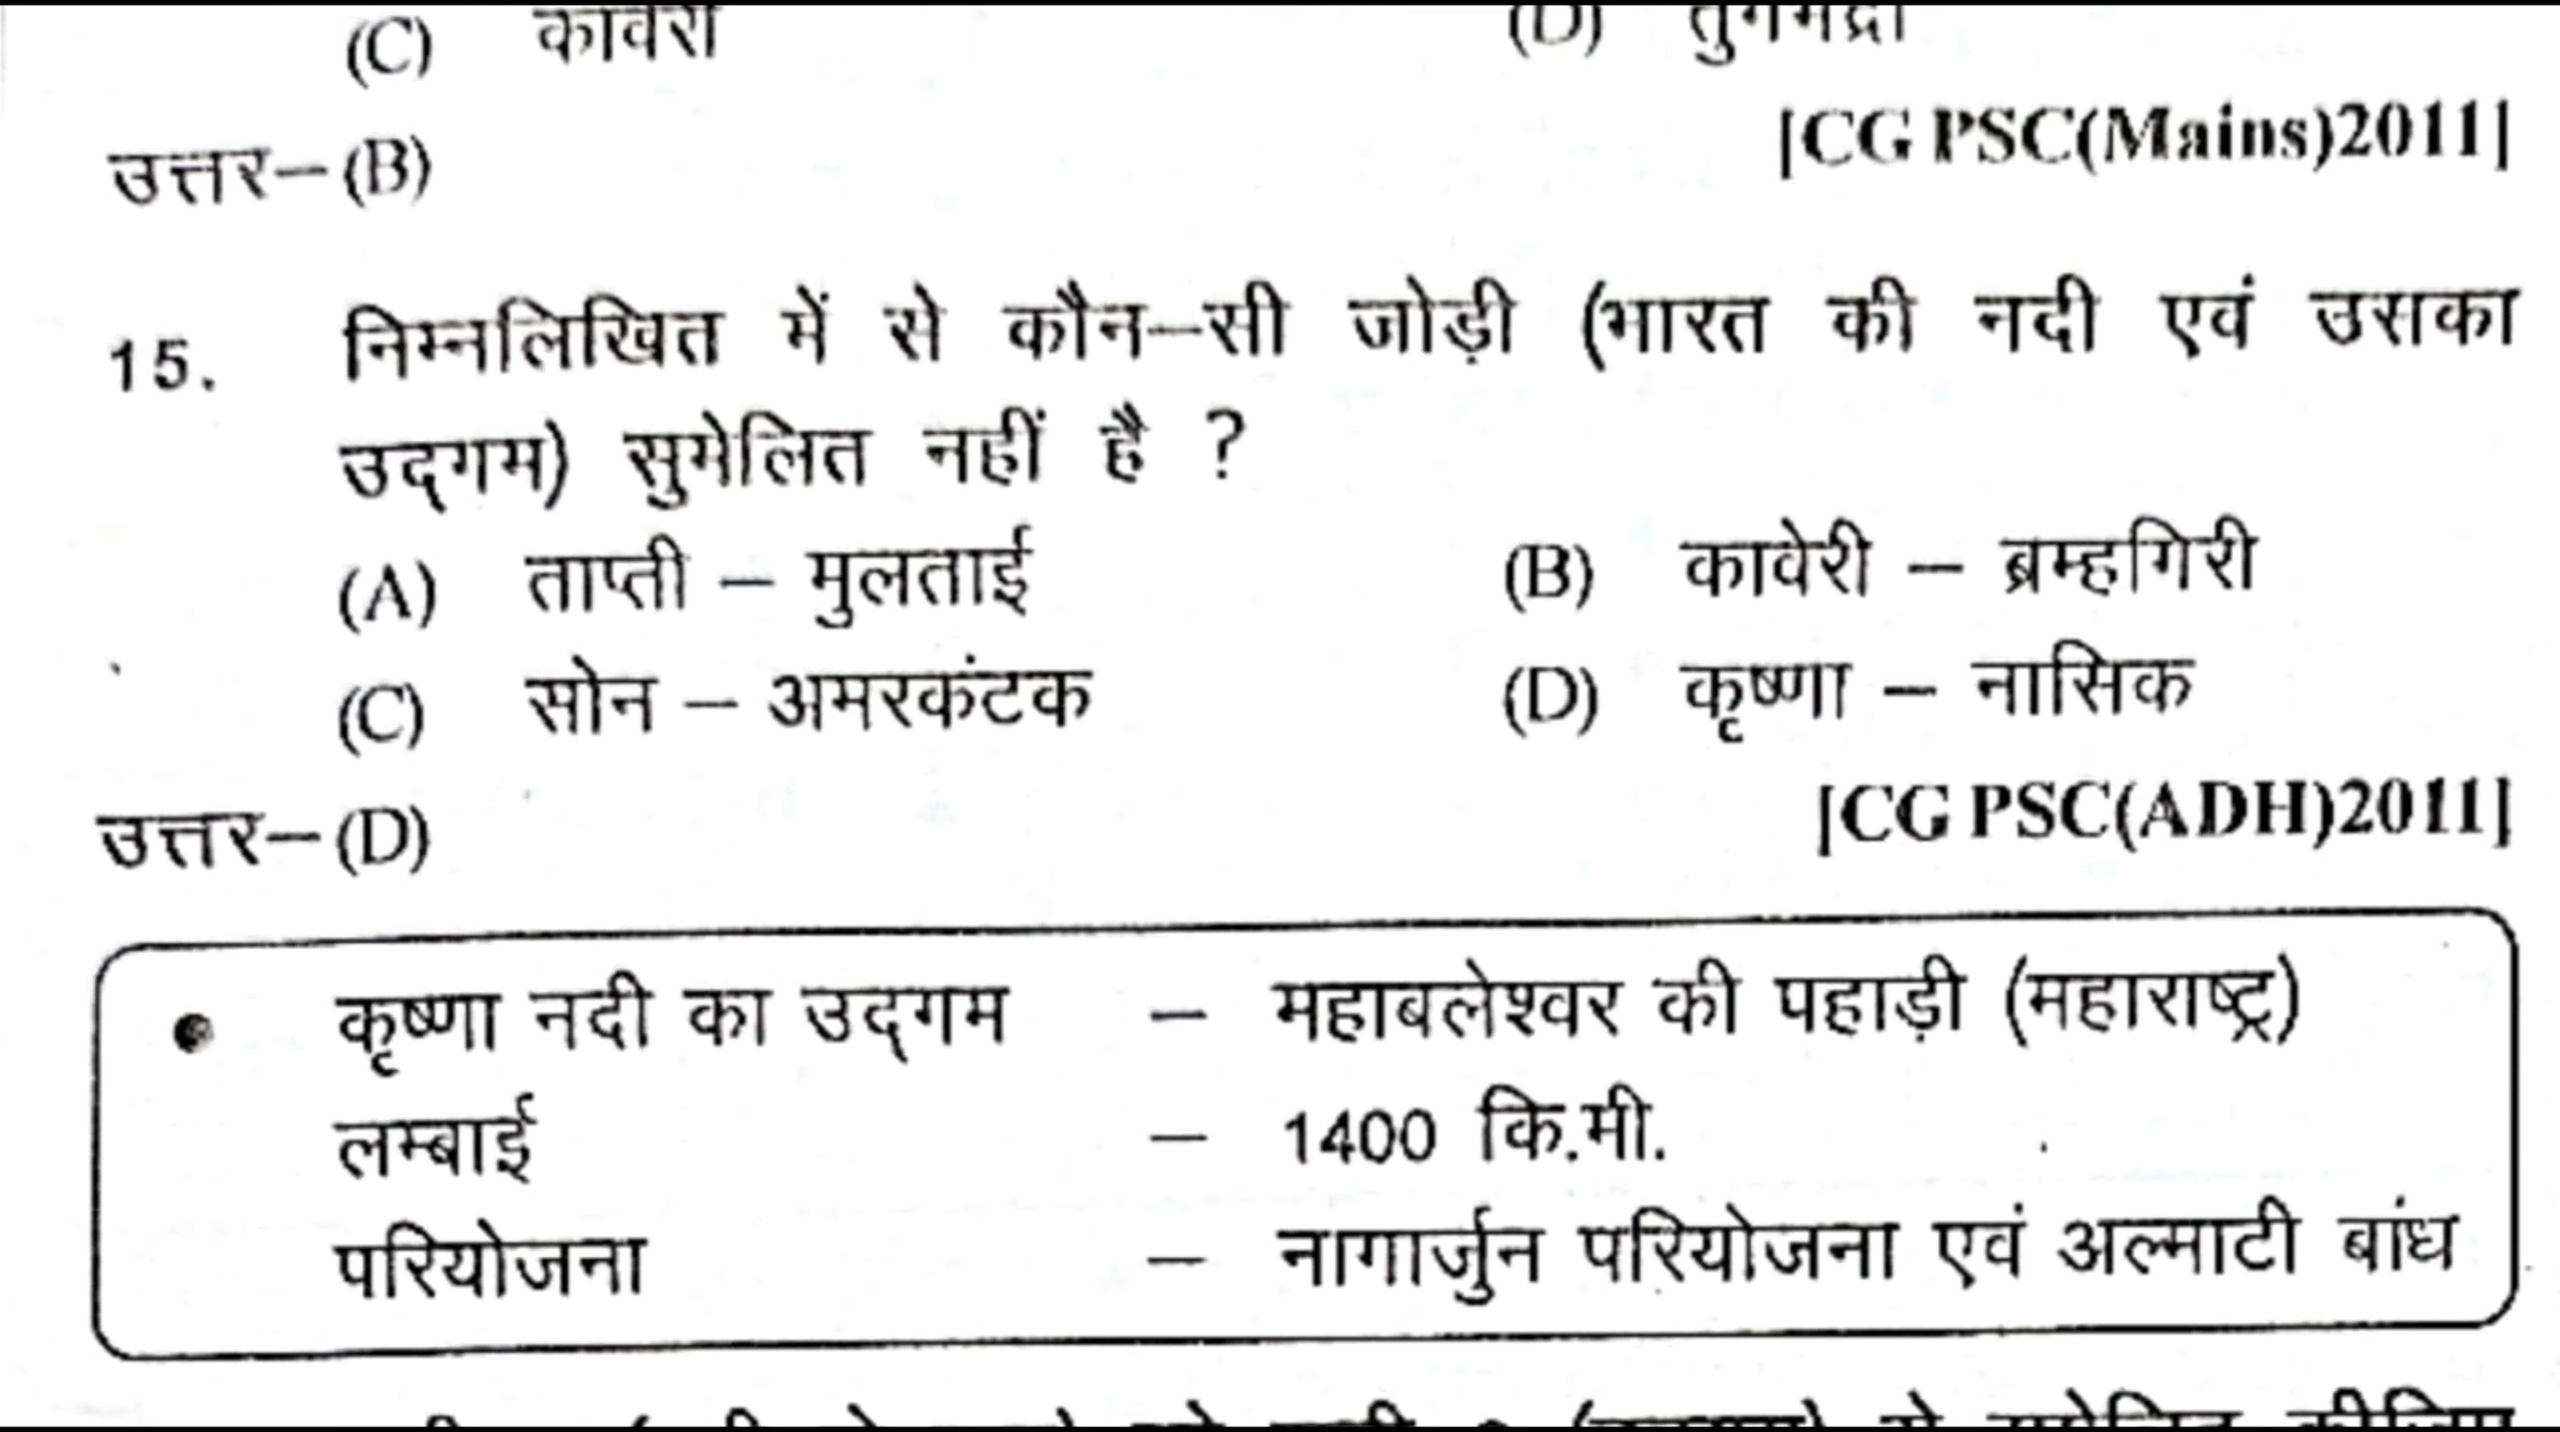 (C) कावेरी (D) तुंगभद्रा
[CG PSC(Mains)2011]
उत्तर–(B)
15. निम्नलिखित में से कौन–सी जोड़ी (भारत की नदी एवं उसका
उद्गम) सुमेलित नहीं है ?
(A) ताप्ती – मुलताई (B) कावेरी – ब्रम्हगिरी
(C) सोन – अमरकंटक (D) कृष्णा – नासिक
उत्तर–(D) [CG PSC(ADH)2011]
● कृष्णा नदी का उद्गम – महाबलेश्वर की पहाड़ी (महाराष्ट्र)
लम्बाई – 1400 कि.मी.
परियोजना – नागार्जुन परियोजना एवं अल्माटी बांध